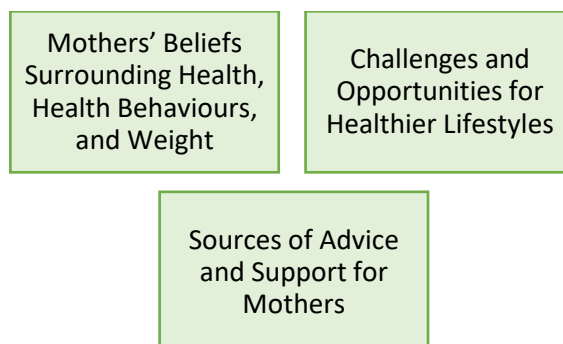 Mothers’ Beliefs
Surrounding Health,
Health Behaviours,
and Weight
Challenges and
Opportunities for
Healthier Lifestyles
Sources of Advice
and Support for
Mothers